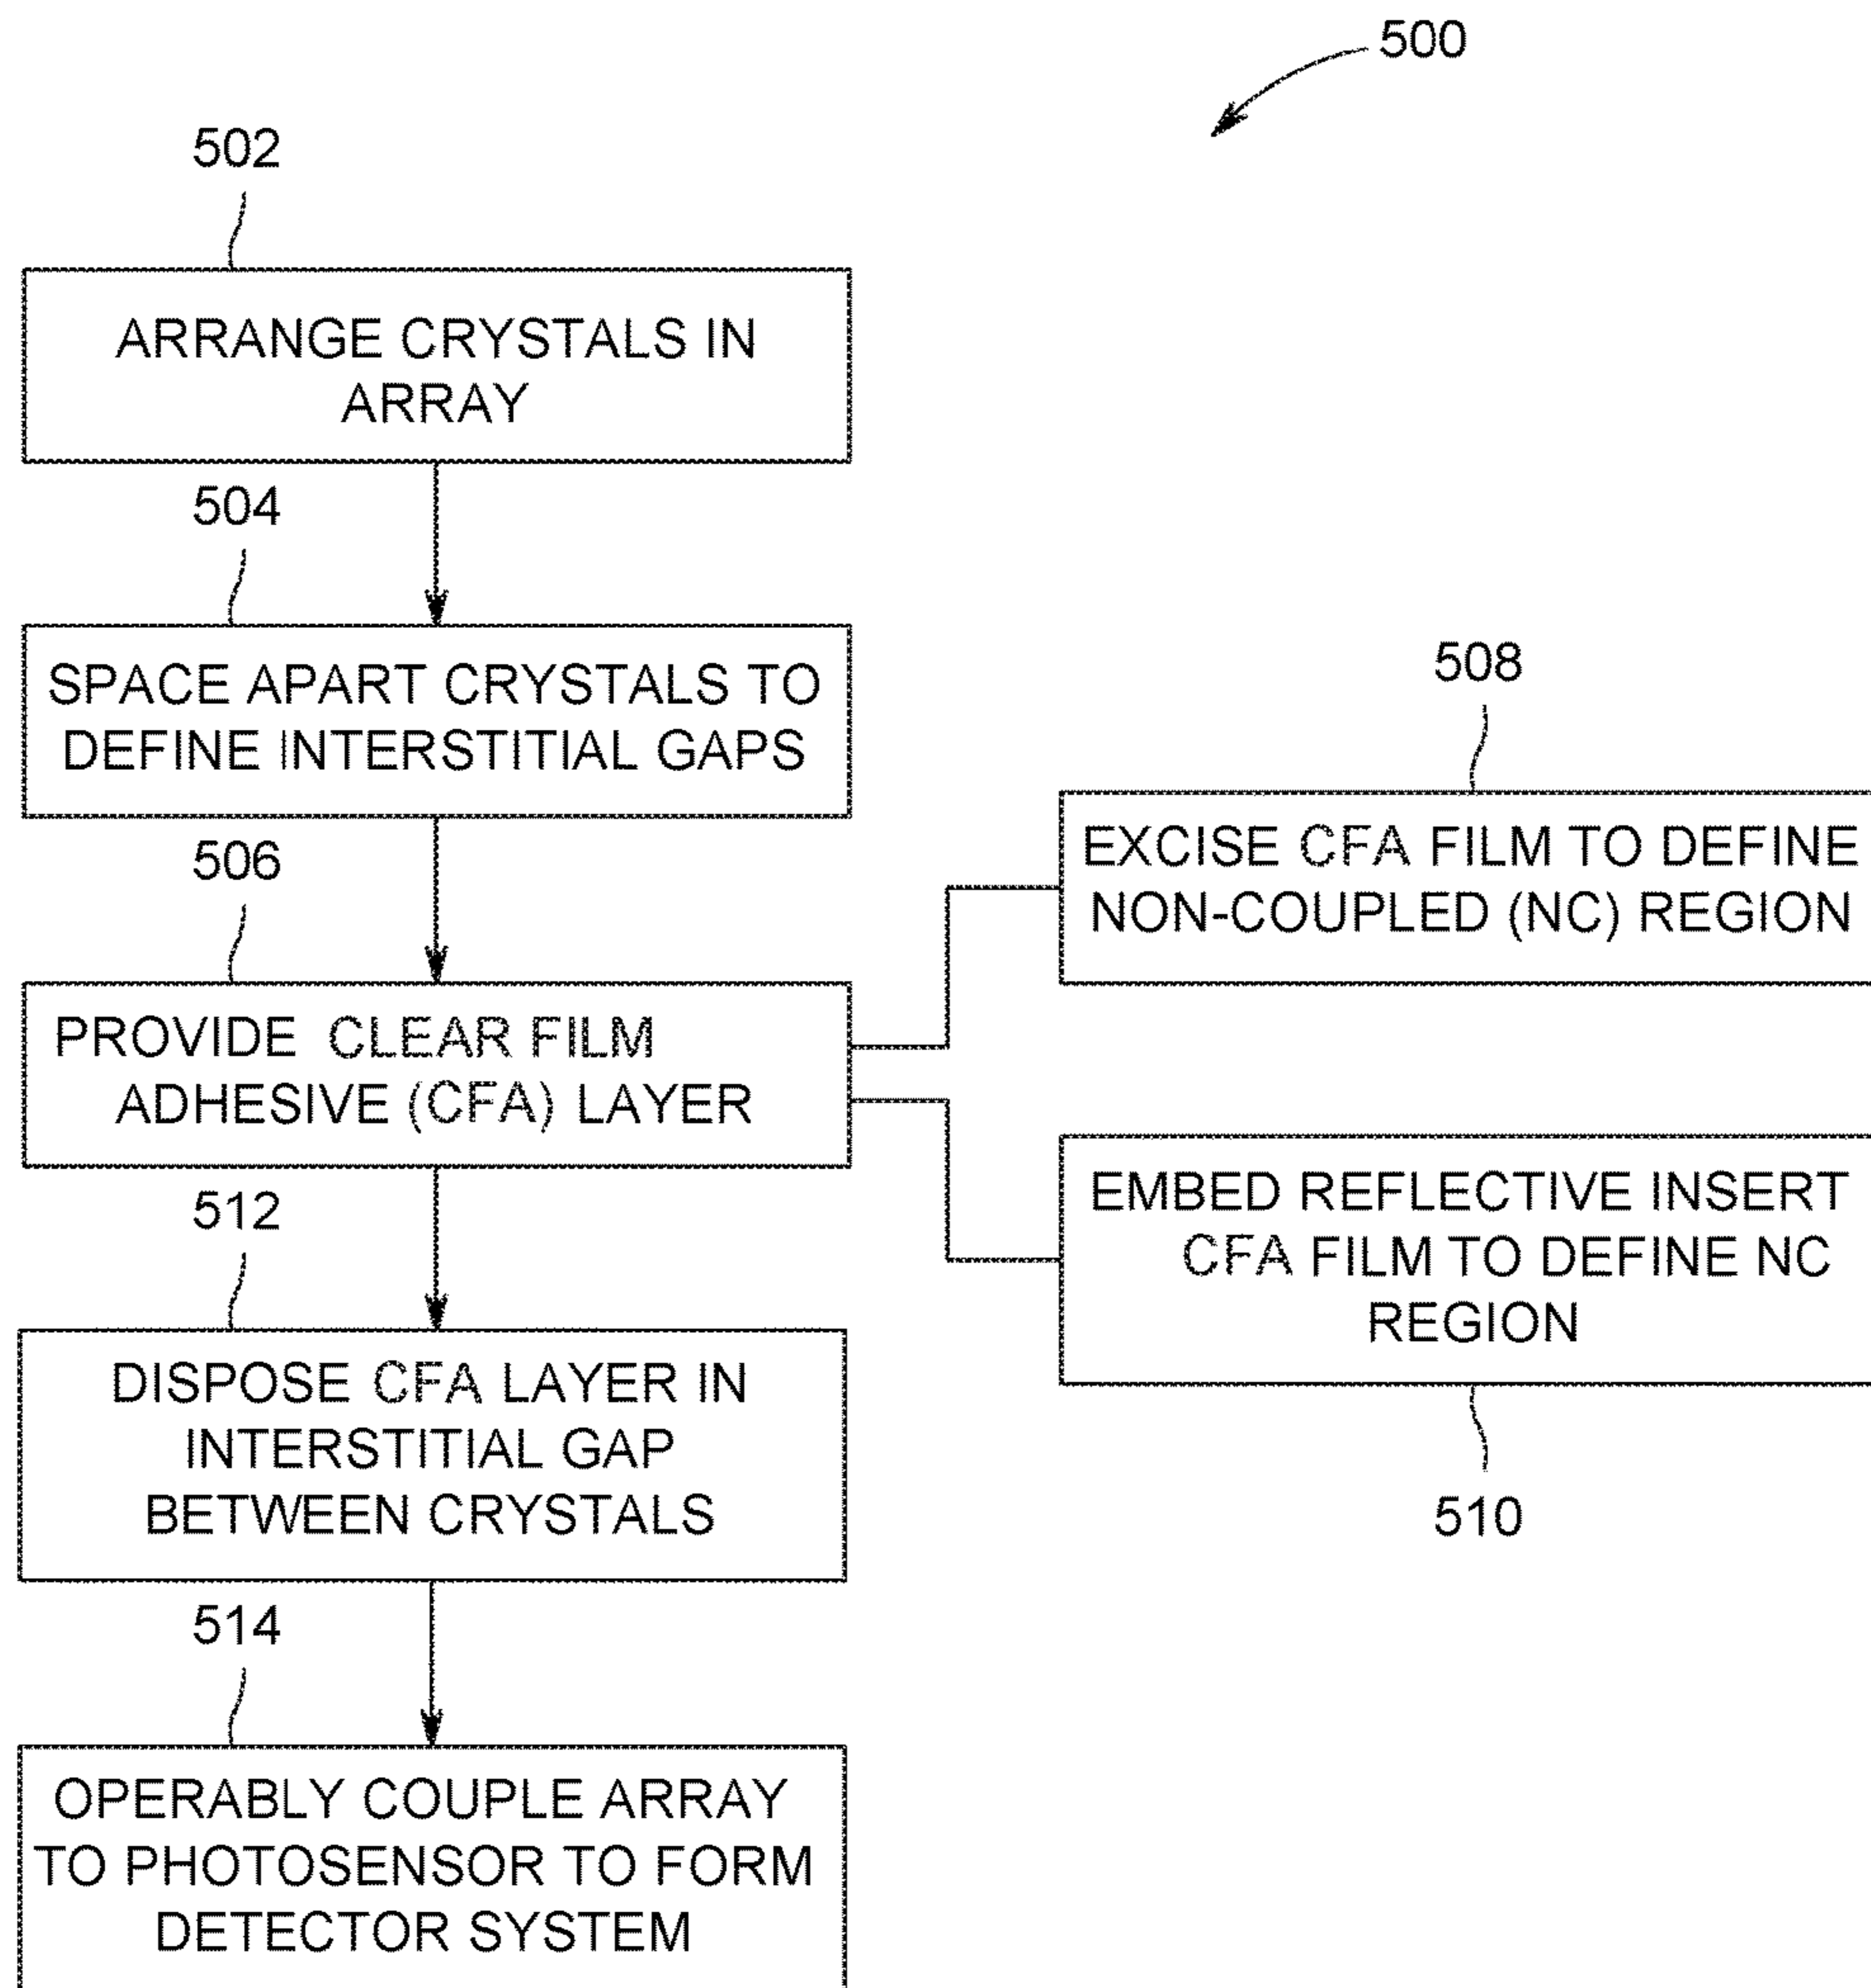 500
502
ARRANGE CRYSTALS IN
ARRAY
504
SPACE APART CRYSTALS TO
DEFINE INTERSTITIAL GAPS
506
PROVIDE CLEAR FILM
ADHESIVE (CFA) LAYER
508
EXCISE CFA FILM TO DEFINE
NON-COUPLED (NC) REGION
EMBED REFLECTIVE INSERT
CFA FILM TO DEFINE NC
REGION
510
512
DISPOSE CFA LAYER IN
INTERSTITIAL GAP
BETWEEN CRYSTALS
514
OPERABLY COUPLE ARRAY
TO PHOTOSENSOR TO FORM
DETECTOR SYSTEM